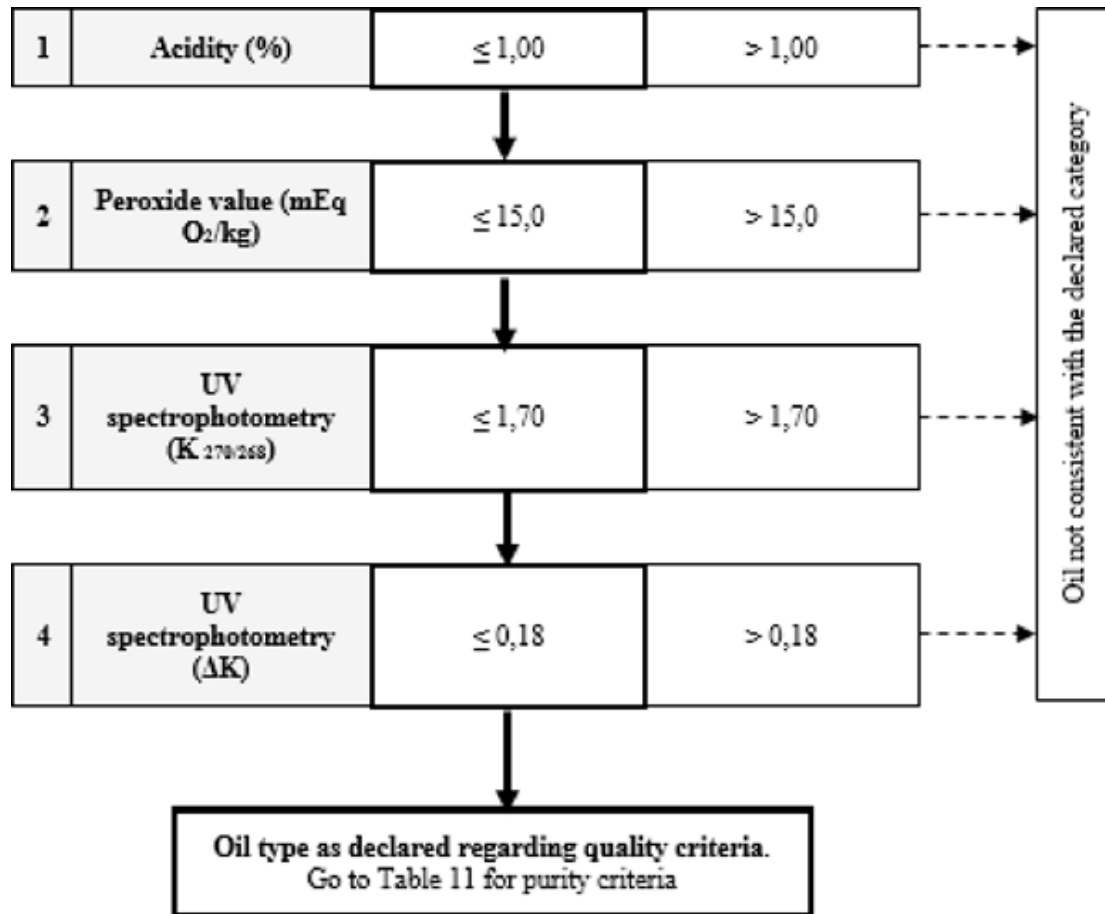 1 Acidity (%) ≤ 1,00 > 1,00
2 Peroxide value (mEq
O₂/kg) ≤ 15,0 > 15,0
3 UV
spectrophotometry
(K 270/268) ≤ 1,70 > 1,70
4 UV
spectrophotometry
(ΔK) ≤ 0,18 > 0,18
Oil not consistent with the declared category
Oil type as declared regarding quality criteria.
Go to Table 11 for purity criteria